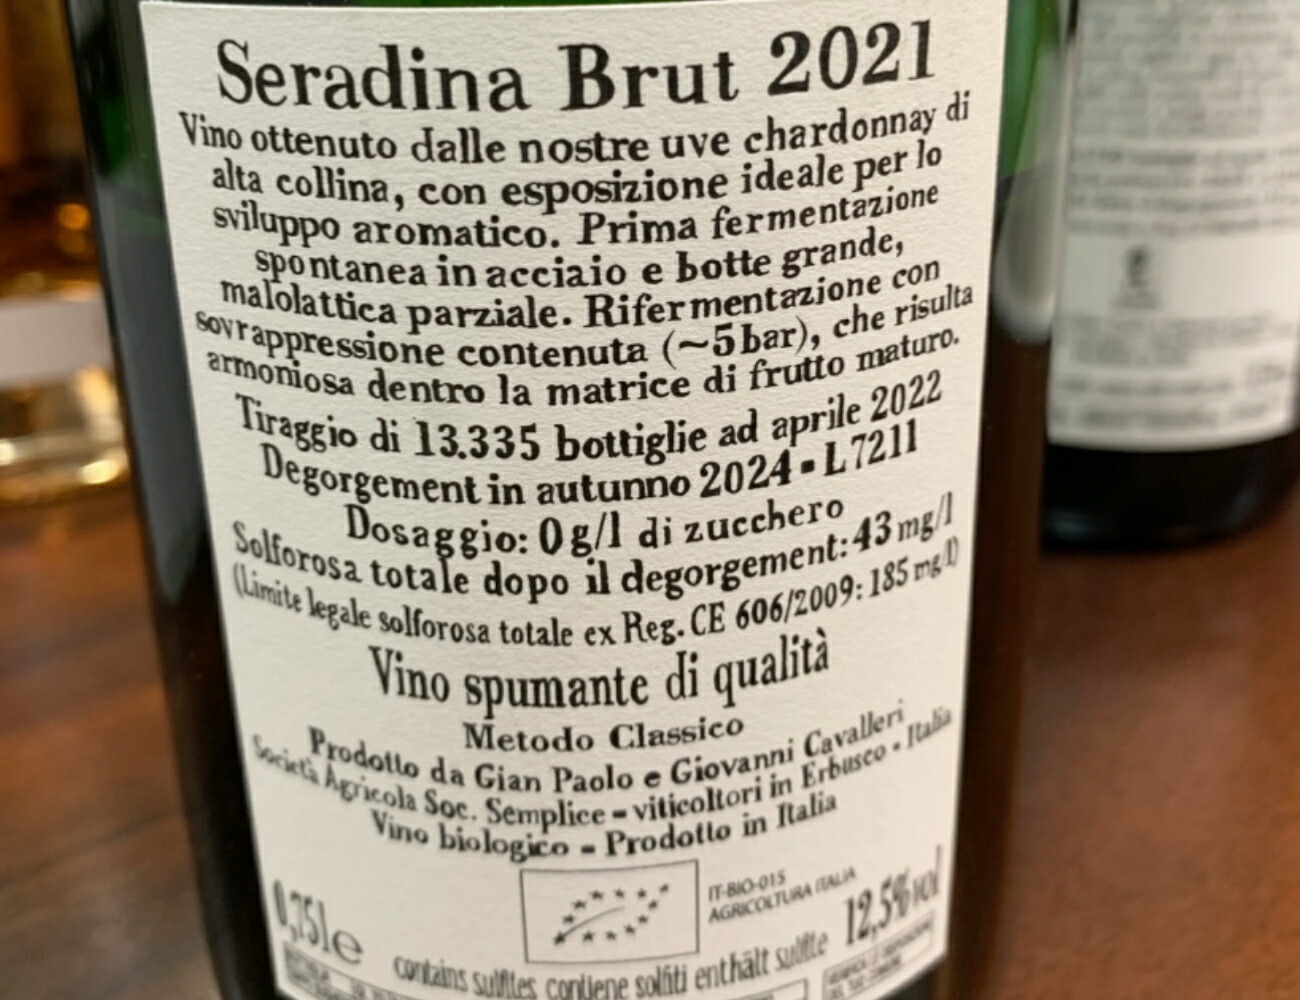 Seradina Brut 2021
Vino ottenuto dalle nostre uve chardonnay di
alta collina, con esposizione ideale per lo
sviluppo aromatico. Prima fermentazione
spontanea in acciaio e botte grande,
malolattica parziale. Rifermentazione con
sovrappressione contenuta (~5 bar), che risulta
armoniosa dentro la matrice di frutto maturo.
Tiraggio di 13.335 bottiglie ad aprile 2022
Degorgement in autunno 2024 ▪ L7211
Dosaggio: 0 g/l di zucchero
Solforosa totale dopo il degorgement: 43 mg/l
(Limite legale solforosa totale ex Reg. CE 606/2009: 185 mg/l)
Vino spumante di qualità
Metodo Classico
Prodotto da Gian Paolo e Giovanni Cavalleri
Società Agricola Soc. Semplice - viticoltori in Erbusco - Italia
Vino biologico - Prodotto in Italia
IT-BIO-015
AGRICOLTURA ITALIA
0,75l e
12,5% vol
contains sulfites contiene solfiti enthält sulfite